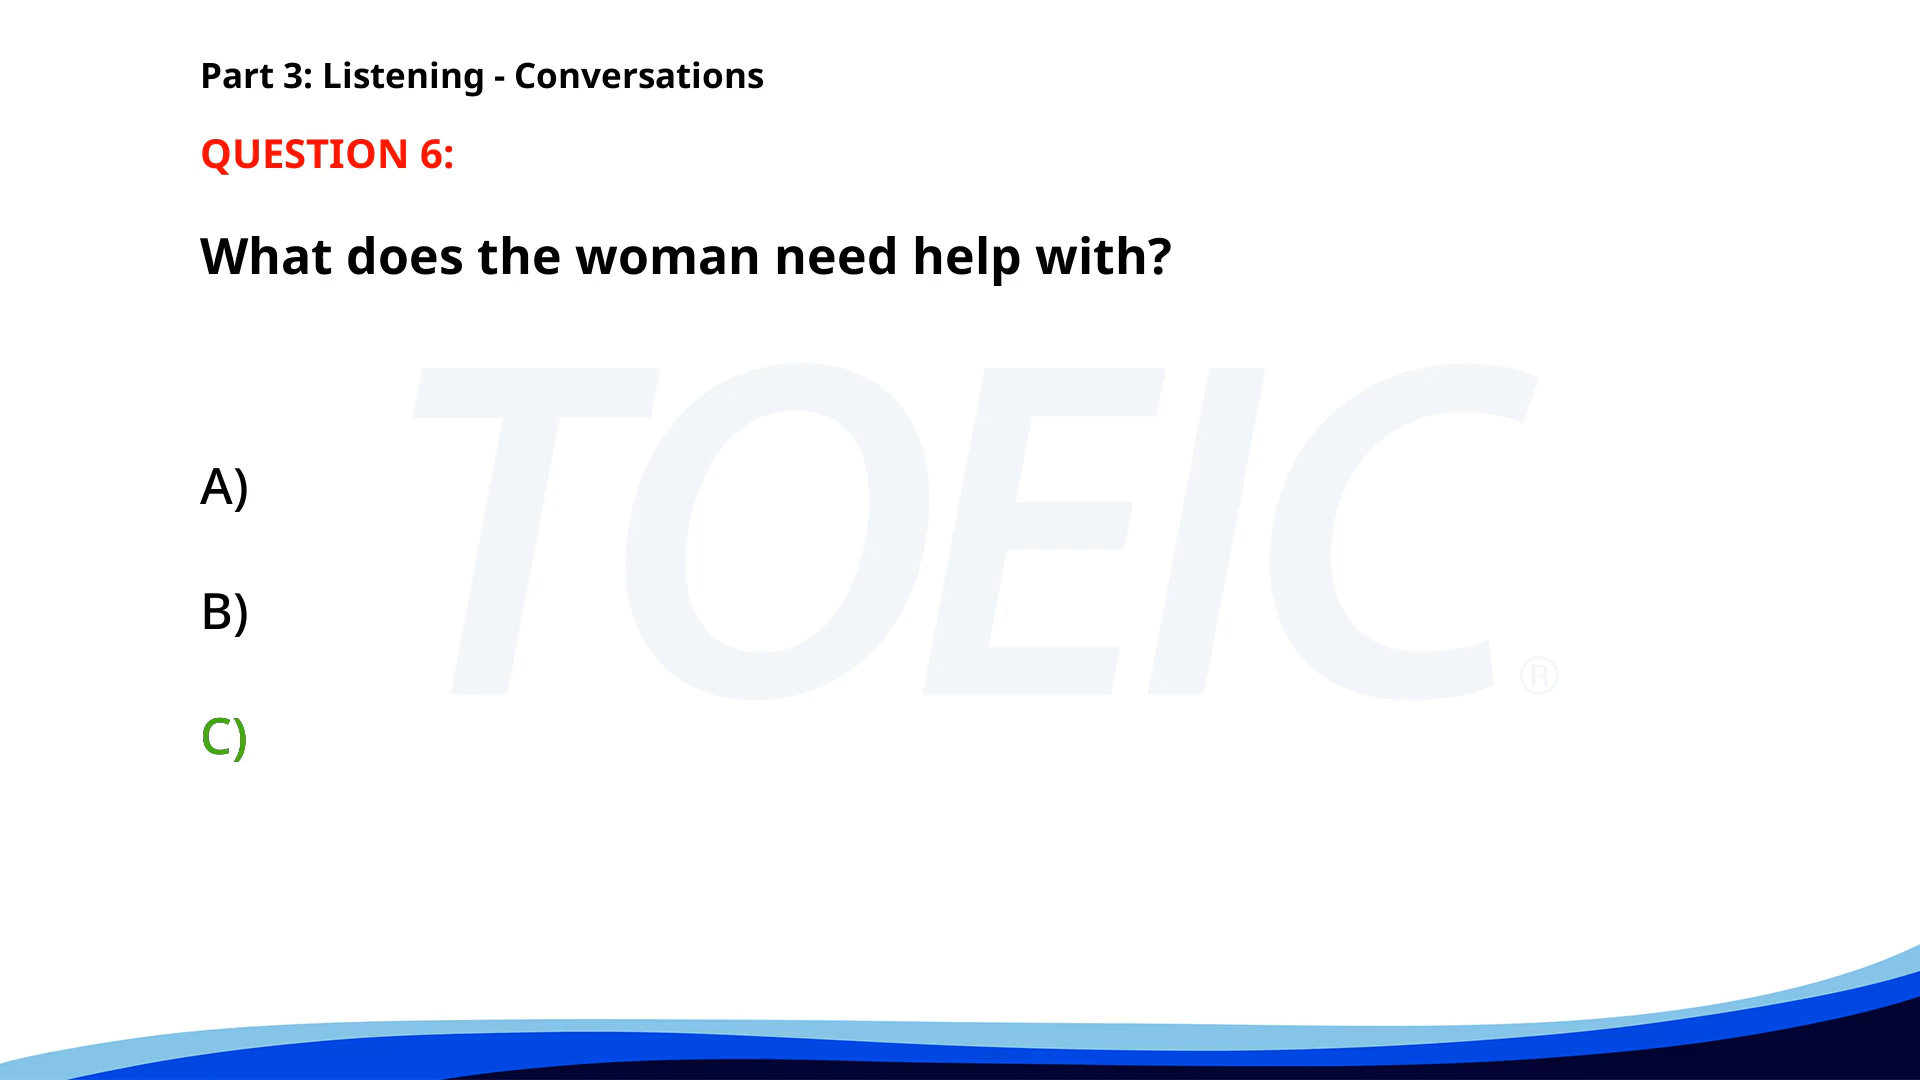 Part 3: Listening - Conversations
QUESTION 6:
What does the woman need help with?
TOEIC®
A)
B)
C)